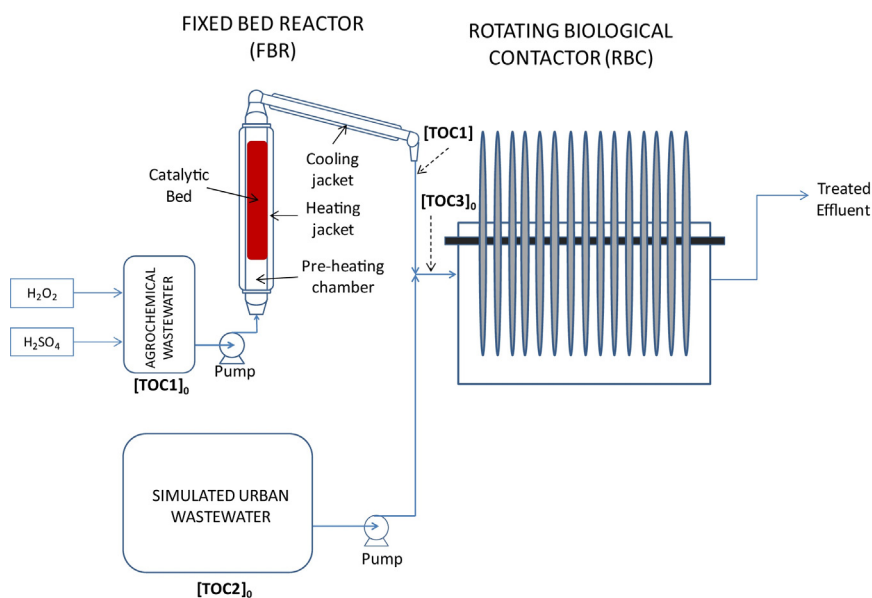 FIXED BED REACTOR
(FBR)
ROTATING BIOLOGICAL
CONTACTOR (RBC)
[TOC1]
Cooling
jacket
Catalytic
Bed
[TOC3]₀
Treated
Effluent
Heating
jacket
Pre-heating
chamber
H₂O₂
H₂SO₄
AGROCHEMICAL
WASTEWATER
Pump
[TOC1]₀
SIMULATED URBAN
WASTEWATER
Pump
[TOC2]₀